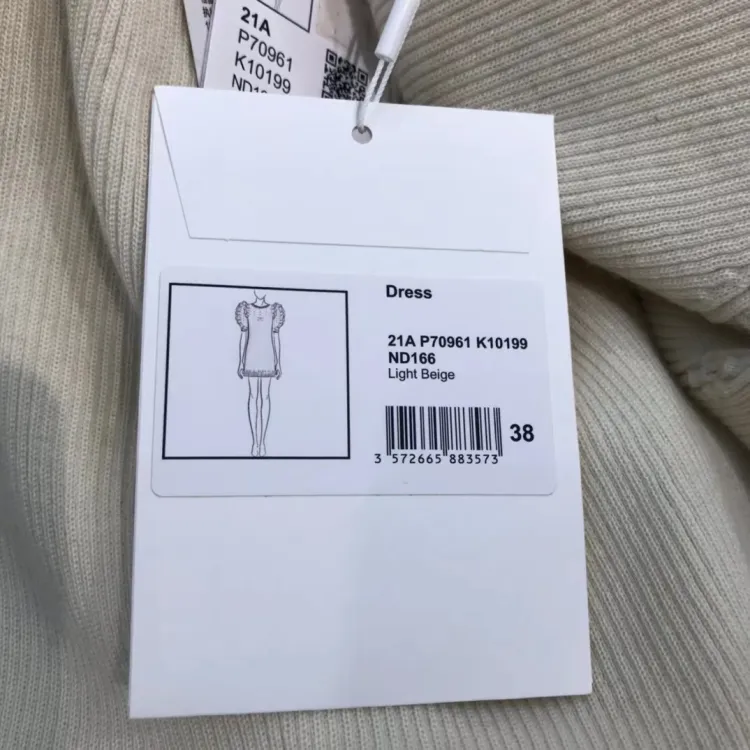 21A
P70961
K10199
Dress
21A P70961 K10199
ND166
Light Beige
38
3 572665 883573